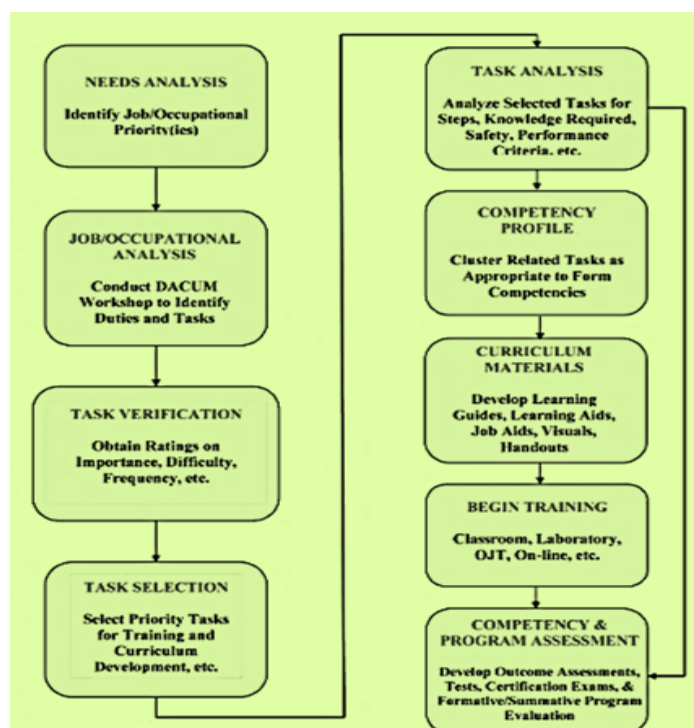 NEEDS ANALYSIS
Identify Job/Occupational
Priority(ies)
JOB/OCCUPATIONAL
ANALYSIS
Conduct DACUM
Workshop to Identify
Duties and Tasks
TASK VERIFICATION
Obtain Ratings on
Importance, Difficulty,
Frequency, etc.
TASK SELECTION
Select Priority Tasks
for Training and
Curriculum
Development, etc.
TASK ANALYSIS
Analyze Selected Tasks for
Steps, Knowledge Required,
Safety, Performance
Criteria, etc.
COMPETENCY
PROFILE
Cluster Related Tasks as
Appropriate to Form
Competencies
CURRICULUM
MATERIALS
Develop Learning
Guides, Learning Aids,
Job Aids, Visuals,
Handouts
BEGIN TRAINING
Classroom, Laboratory,
OJT, On-line, etc.
COMPETENCY &
PROGRAM ASSESSMENT
Develop Outcome Assessments,
Tests, Certification Exams, &
Formative/Summative Program
Evaluation